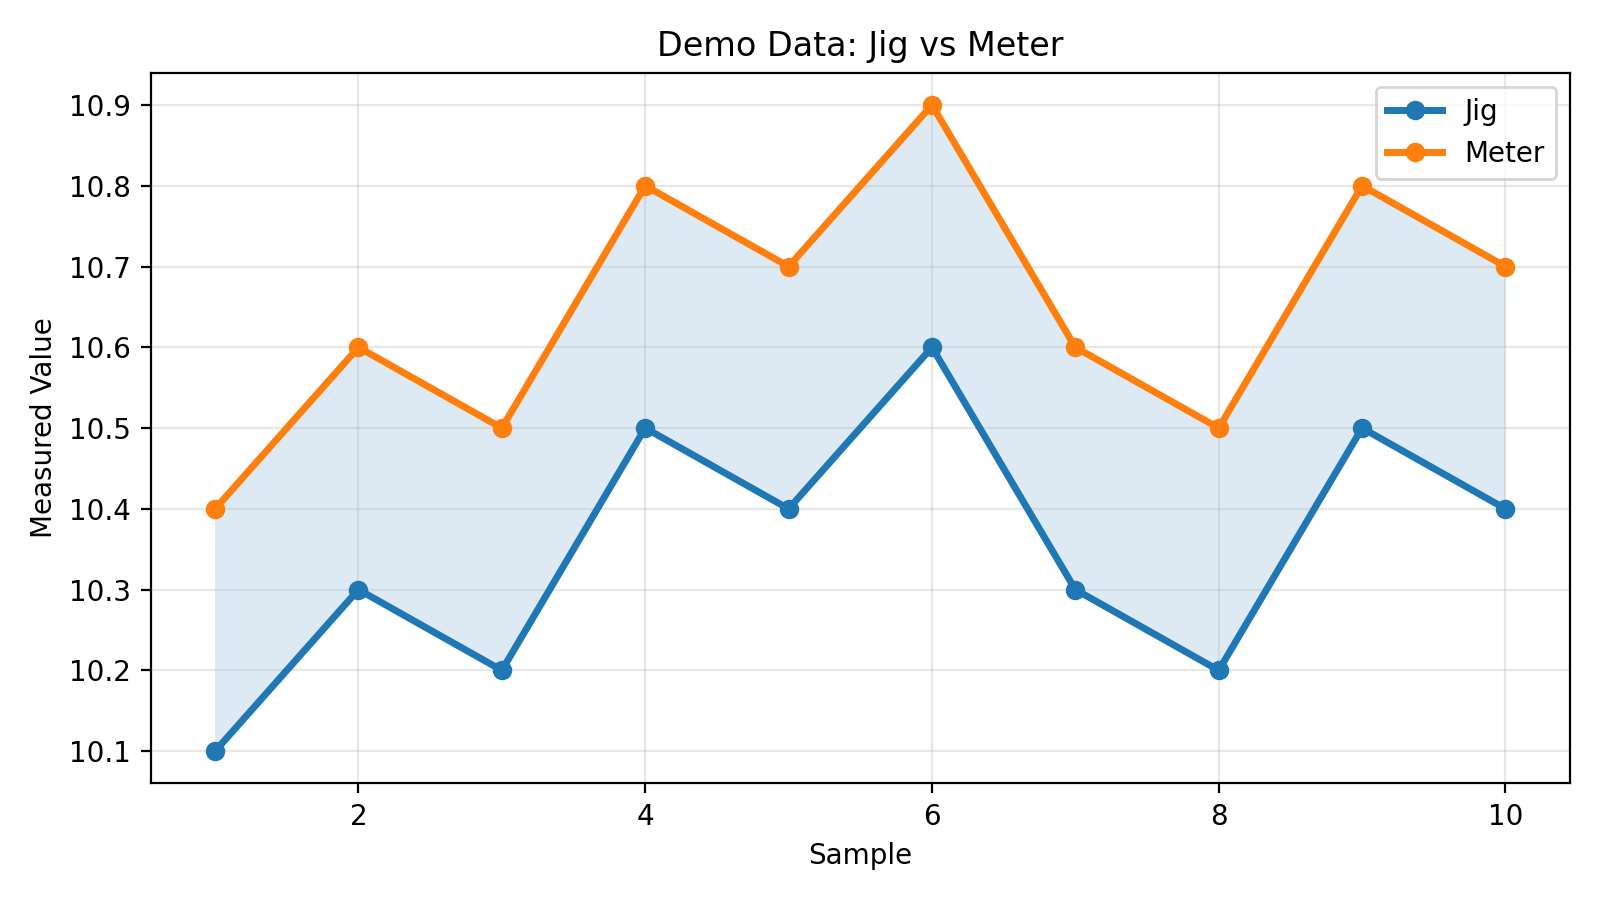 Demo Data: Jig vs Meter
Jig
Meter
Measured Value
10.9
10.8
10.7
10.6
10.5
10.4
10.3
10.2
10.1
2 4 6 8 10
Sample